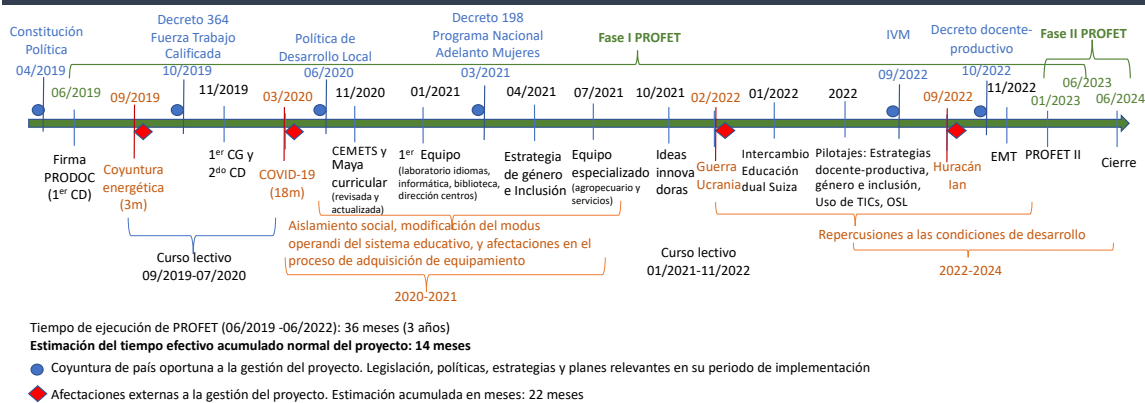 Constitución
Política
04/2019
Decreto 364
Fuerza Trabajo
Calificada
10/2019
Política de
Desarrollo Local
06/2020
Decreto 198
Programa Nacional
Adelanto Mujeres
03/2021
Fase I PROFET
IVM
09/2022
Decreto docente-
productivo
10/2022
Fase II PROFET
06/2019
09/2019
11/2019
03/2020
11/2020
01/2021
04/2021
07/2021
10/2021
02/2022
01/2022
2022
09/2022
11/2022
01/2023
06/2023
06/2024
Firma
PRODOC
(1er CD)
Coyuntura
energética
(3m)
1er CG y
2do CD
COVID-19
(18m)
CEMETS y
Maya
curricular
(revisada y
actualizada)
1er Equipo
(laboratorio idiomas,
informática, biblioteca,
dirección centros)
Estrategia
de género
e Inclusión
Equipo
especializado
(agropecuario y
servicios)
Ideas
innova
doras
Guerra
Ucrania
Intercambio
Educación
dual Suiza
Pilotajes: Estrategias
docente-productiva,
género e inclusión,
Uso de TICs, OSL
Huracán
Ian
EMT
PROFET II
Cierre
Curso lectivo
09/2019-07/2020
Aislamiento social, modificación del modus
operandi del sistema educativo, y afectaciones en el
proceso de adquisición de equipamiento
2020-2021
Curso lectivo
01/2021-11/2022
Repercusiones a las condiciones de desarrollo
2022-2024
Tiempo de ejecución de PROFET (06/2019 -06/2022): 36 meses (3 años)
Estimación del tiempo efectivo acumulado normal del proyecto: 14 meses
Coyuntura de país oportuna a la gestión del proyecto. Legislación, políticas, estrategias y planes relevantes en su periodo de implementación
Afectaciones externas a la gestión del proyecto. Estimación acumulada en meses: 22 meses